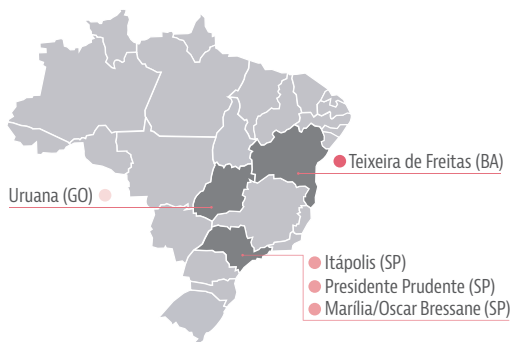 Teixeira de Freitas (BA)
Uruana (GO)
Itápolis (SP)
Presidente Prudente (SP)
Marília/Oscar Bressane (SP)